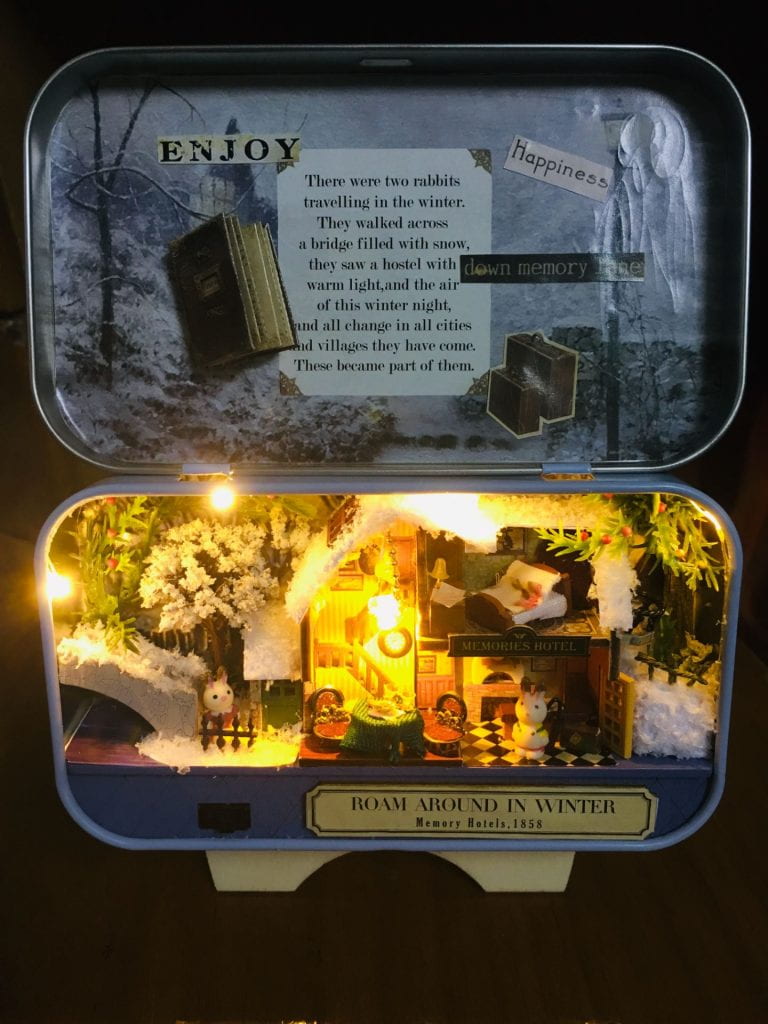 ENJOY
Happiness
There were two rabbits
travelling in the winter.
They walked across
a bridge filled with snow,
they saw a hostel with
warm light,and the air
of this winter night,
and all change in all cities
and villages they have come.
These became part of them.
down memory lane
MEMORIES HOTEL
ROAM AROUND IN WINTER
Memory Hotels,1858